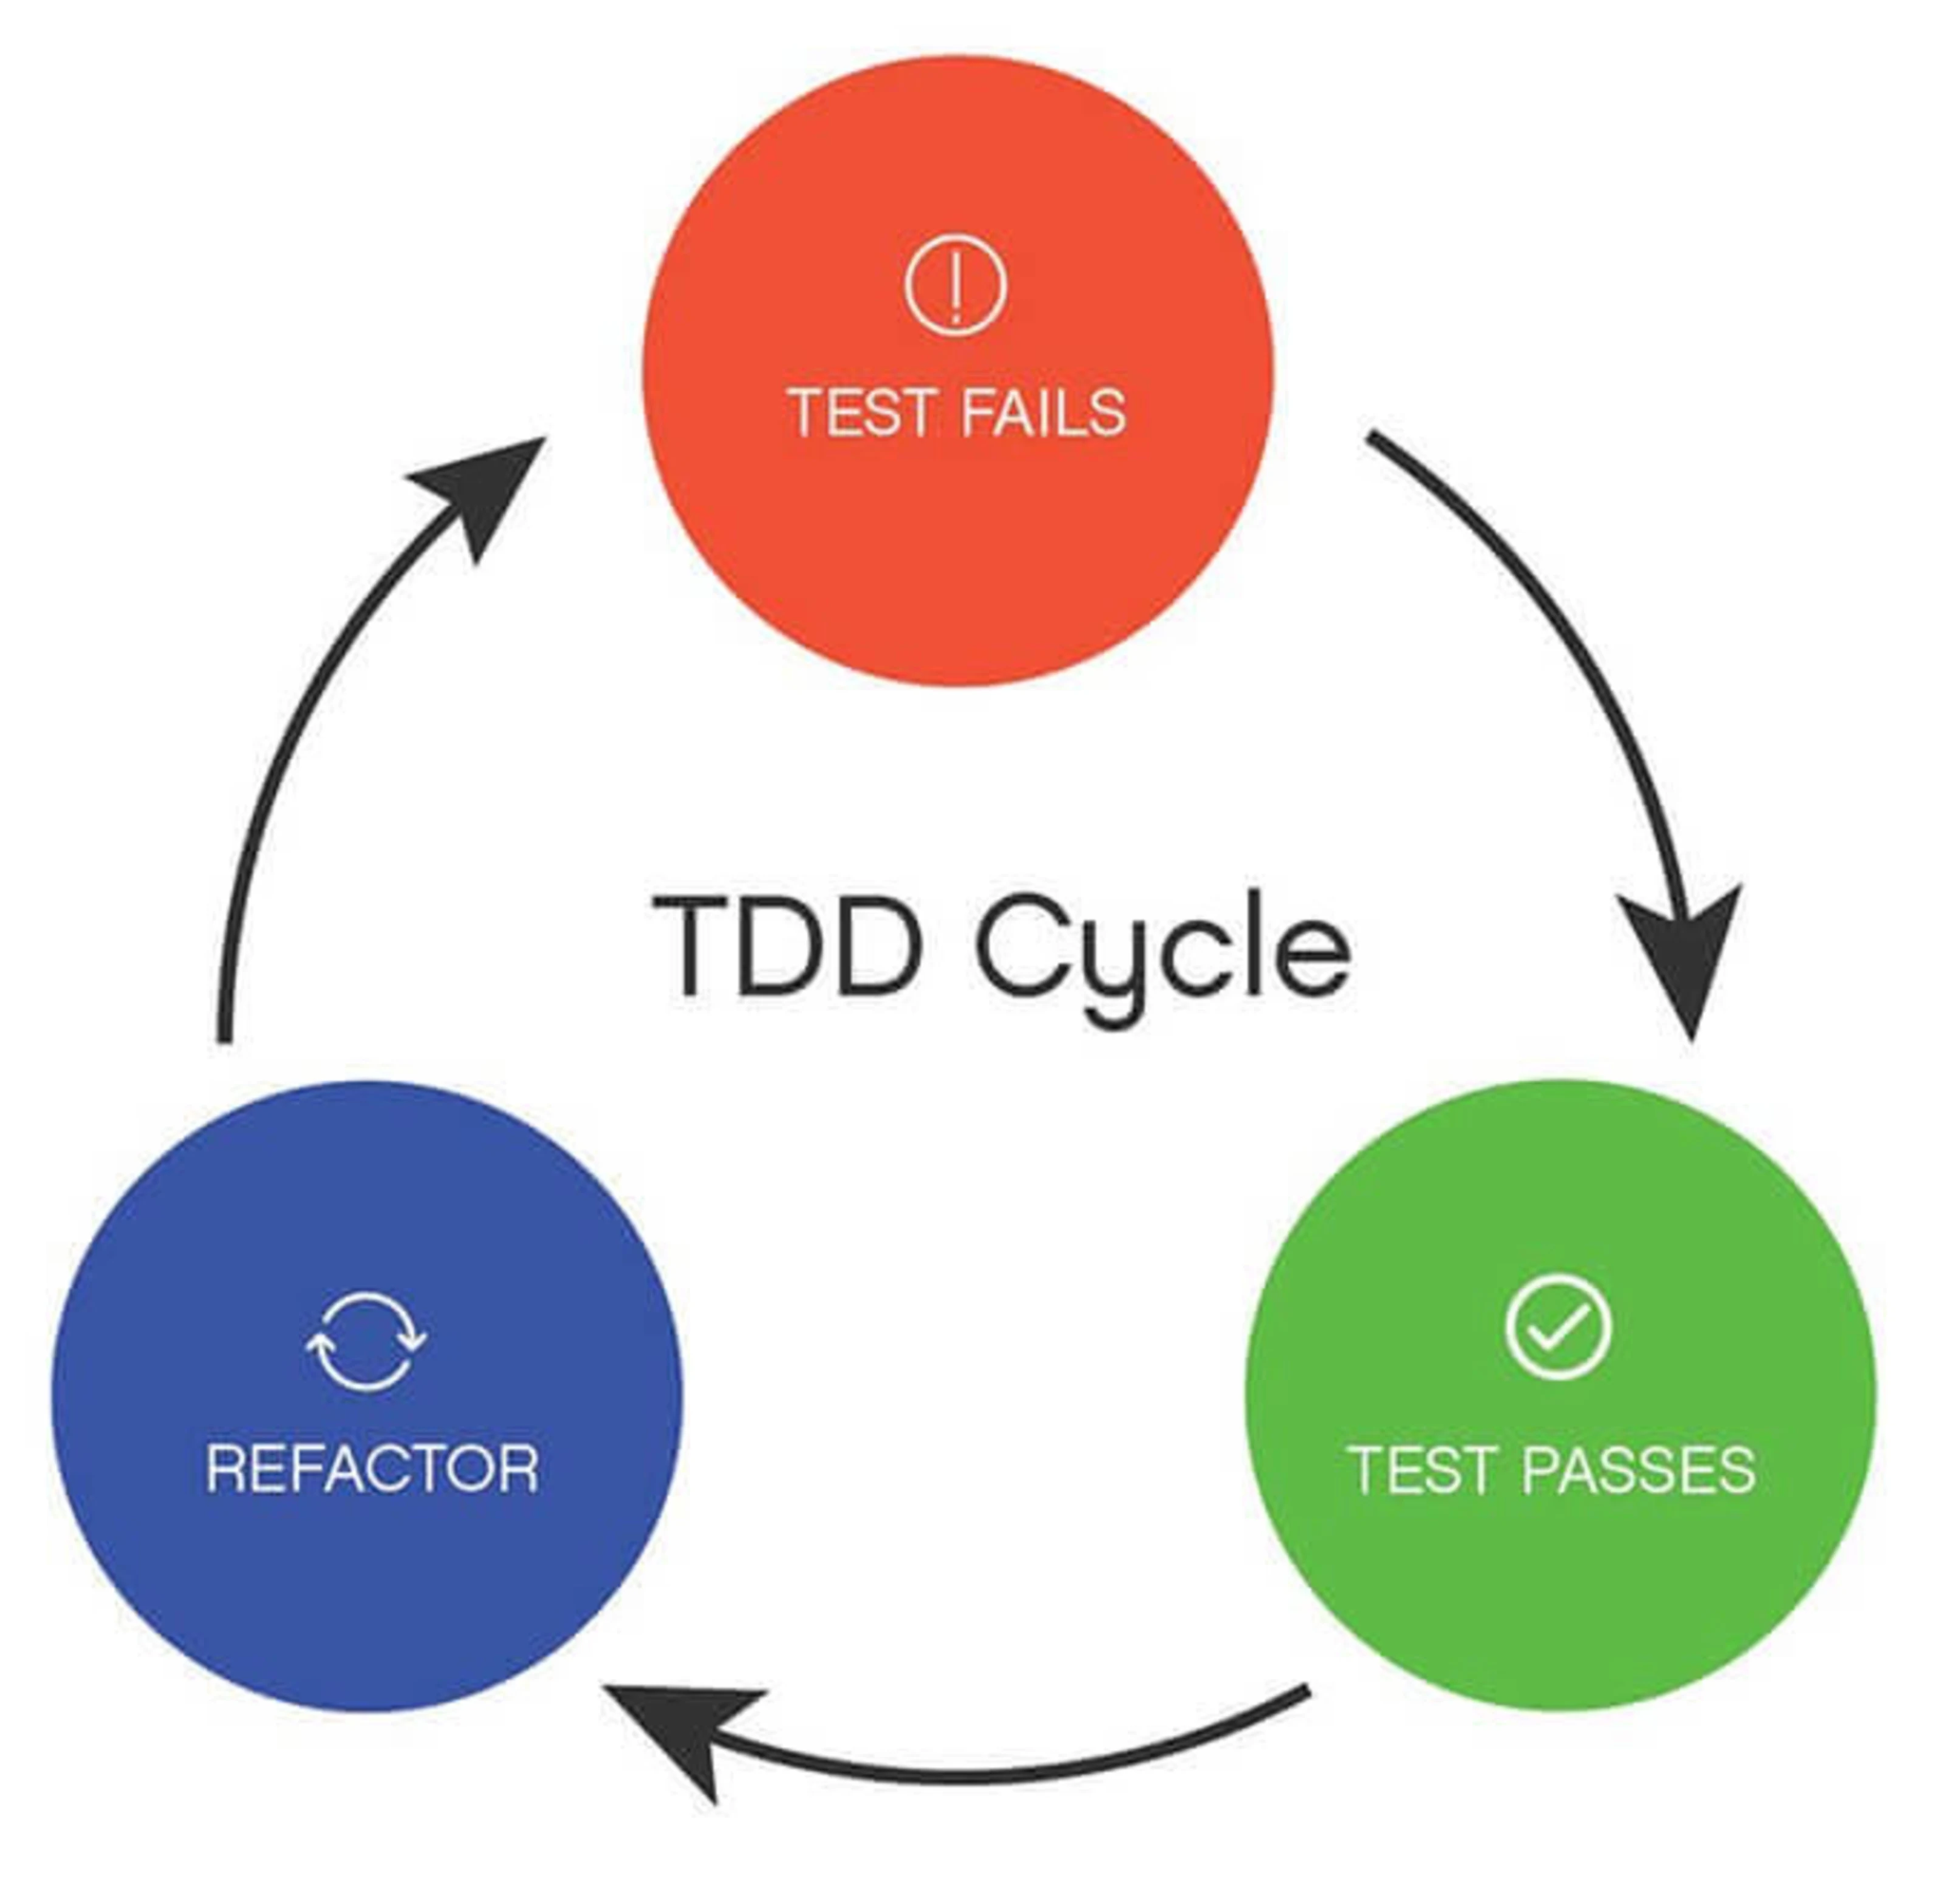 TEST FAILS
TDD Cycle
REFACTOR
TEST PASSES